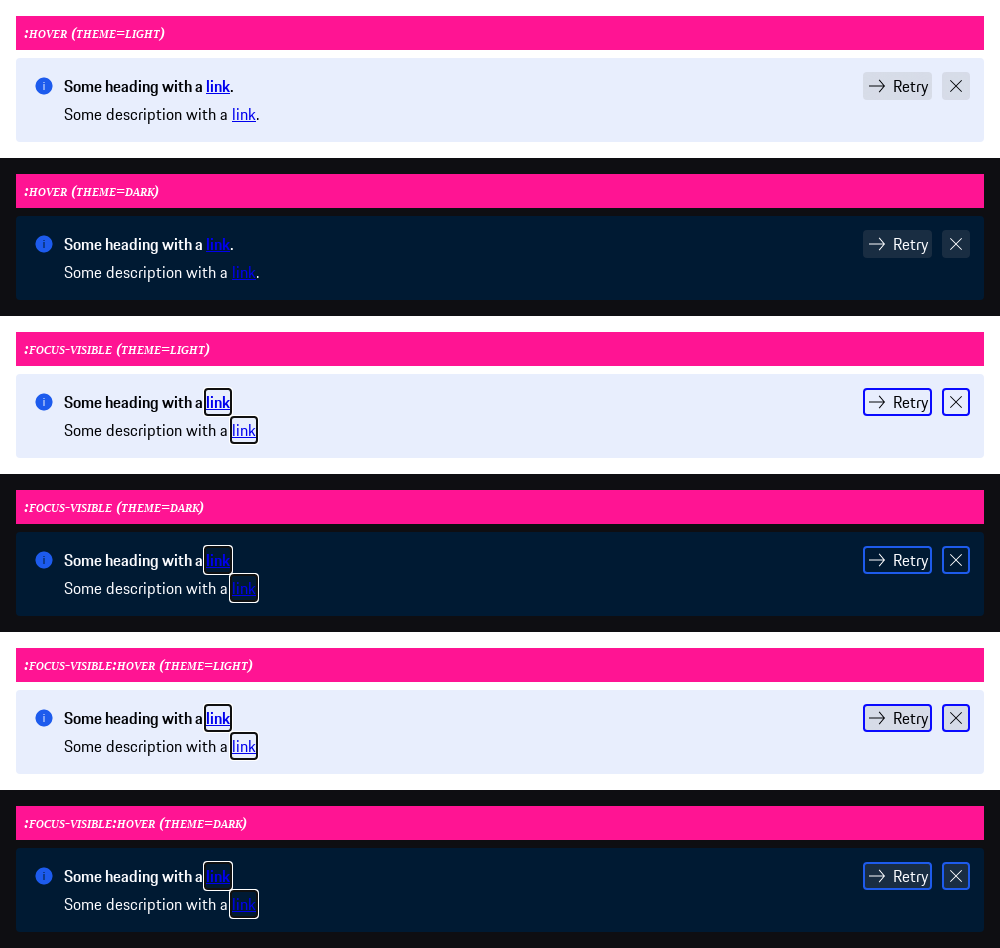 :HOVER (THEME=LIGHT)
i Some heading with a link. Retry
Some description with a link.
:HOVER (THEME=DARK)
i Some heading with a link. Retry
Some description with a link.
:FOCUS-VISIBLE (THEME=LIGHT)
i Some heading with a link Retry
Some description with a link
:FOCUS-VISIBLE (THEME=DARK)
i Some heading with a link Retry
Some description with a link
:FOCUS-VISIBLE:HOVER (THEME=LIGHT)
i Some heading with a link Retry
Some description with a link
:FOCUS-VISIBLE:HOVER (THEME=DARK)
i Some heading with a link Retry
Some description with a link